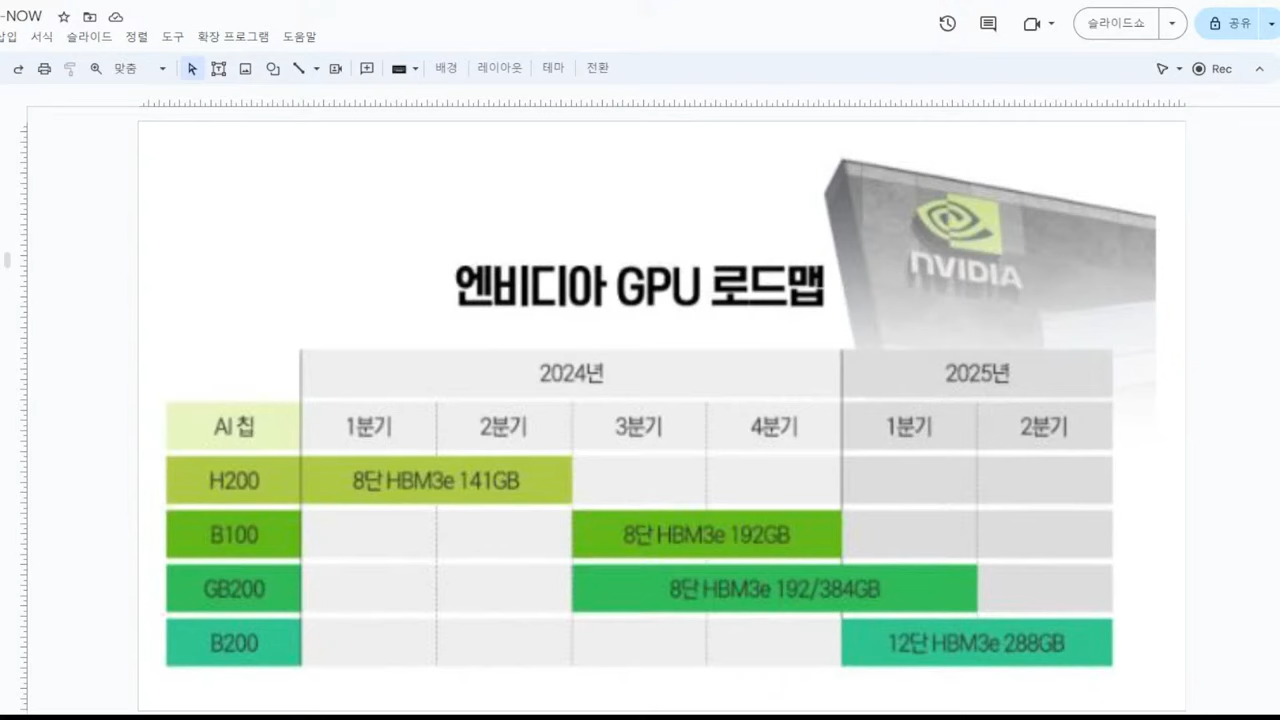 -NOW
삽입 서식 슬라이드 정렬 도구 확장 프로그램 도움말
슬라이드쇼
공유
맞춤
배경 레이아웃 테마 전환
Rec
NVIDIA
엔비디아 GPU 로드맵
2024년 2025년
AI 칩 1분기 2분기 3분기 4분기 1분기 2분기
H200 8단 HBM3e 141GB
B100 8단 HBM3e 192GB
GB200 8단 HBM3e 192/384GB
B200 12단 HBM3e 288GB